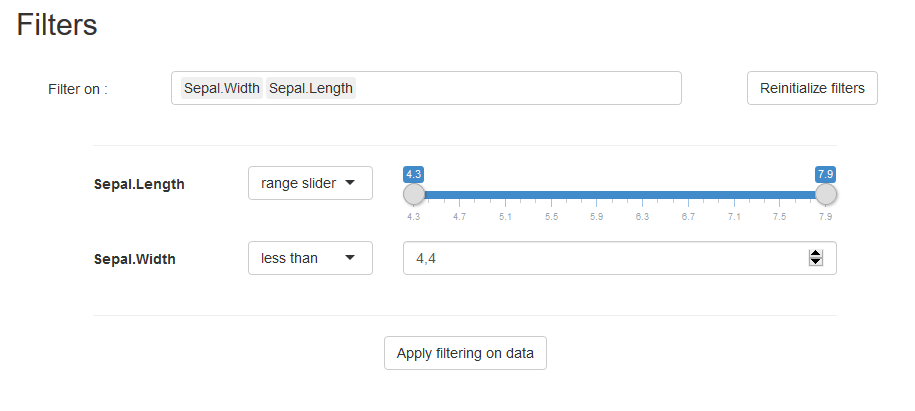 Filters
Filter on : Sepal.Width Sepal.Length Reinitialize filters
4.3 7.9
Sepal.Length range slider
4.3 4.7 5.1 5.5 5.9 6.3 6.7 7.1 7.5 7.9
Sepal.Width less than 4,4
Apply filtering on data